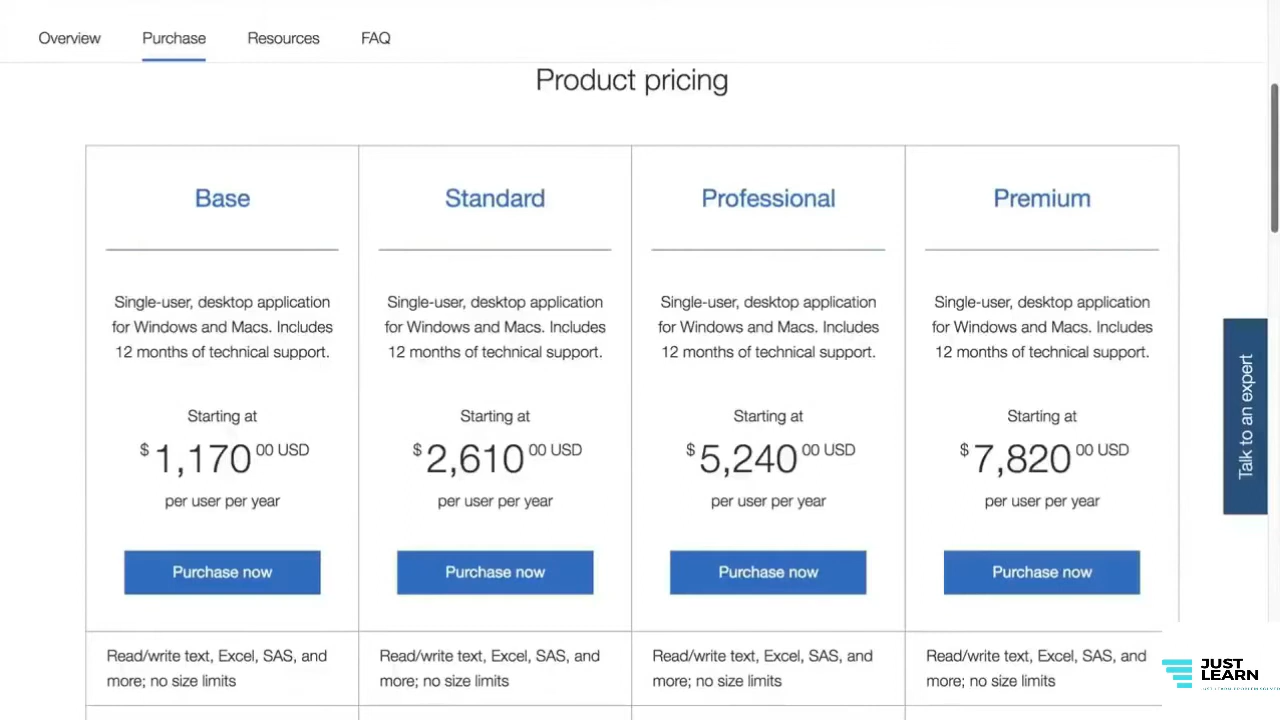 Overview Purchase Resources FAQ
Product pricing
Base
Single-user, desktop application
for Windows and Macs. Includes
12 months of technical support.
Starting at
$ 1,170 00 USD
per user per year
Purchase now
Read/write text, Excel, SAS, and
more; no size limits
Standard
Single-user, desktop application
for Windows and Macs. Includes
12 months of technical support.
Starting at
$ 2,610 00 USD
per user per year
Purchase now
Read/write text, Excel, SAS, and
more; no size limits
Professional
Single-user, desktop application
for Windows and Macs. Includes
12 months of technical support.
Starting at
$ 5,240 00 USD
per user per year
Purchase now
Read/write text, Excel, SAS, and
more; no size limits
Premium
Single-user, desktop application
for Windows and Macs. Includes
12 months of technical support.
Starting at
$ 7,820 00 USD
per user per year
Purchase now
Read/write text, Excel, SAS, and
more; no size limits
Talk to an expert
JUST
LEARN